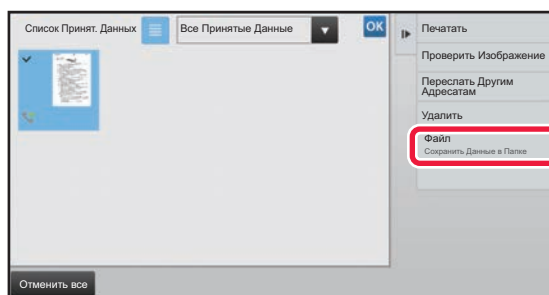 Список Принят. Данных
Все Принятые Данные
OK
Печатать
Проверить Изображение
Переслать Другим
Адресатам
Удалить
Файл
Сохранить Данные в Папке
Отменить все